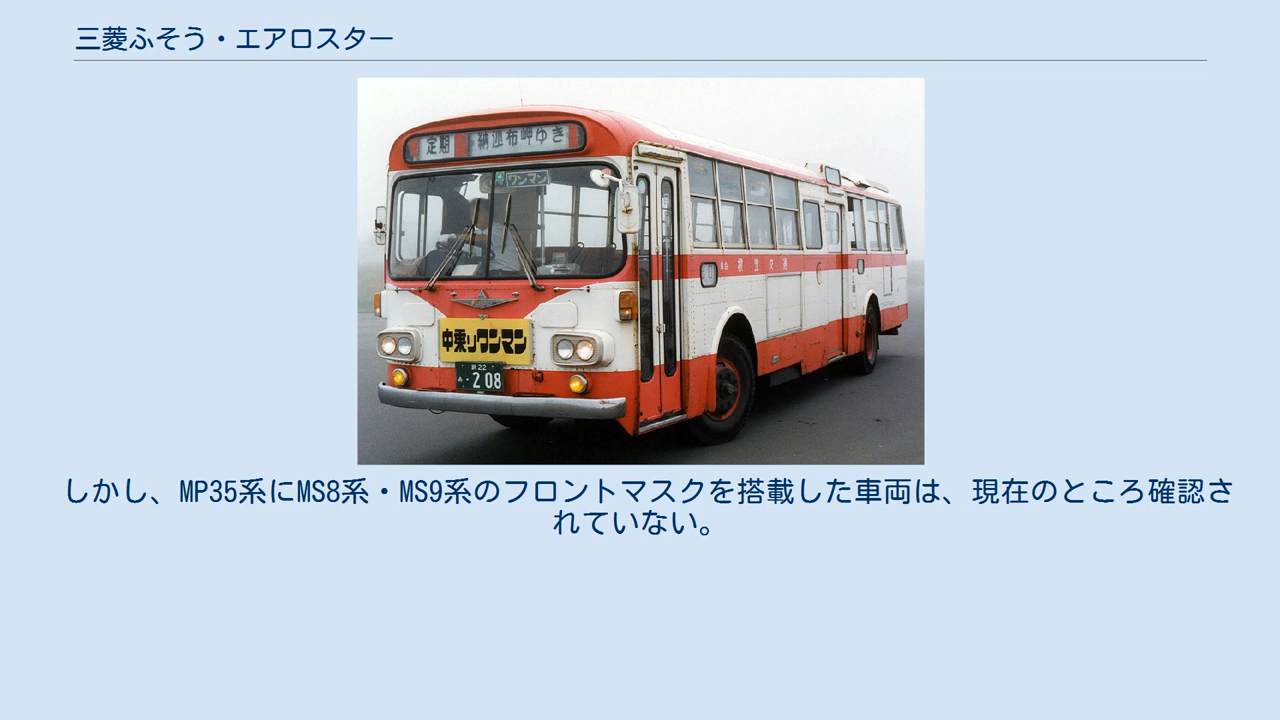 三菱ふそう・エアロスター
定期 納沙布岬ゆき
ワンマン
中乗りワンマン
釧22
208
しかし、MP35系にMS8系・MS9系のフロントマスクを搭載した車両は、現在のところ確認さ
れていない。